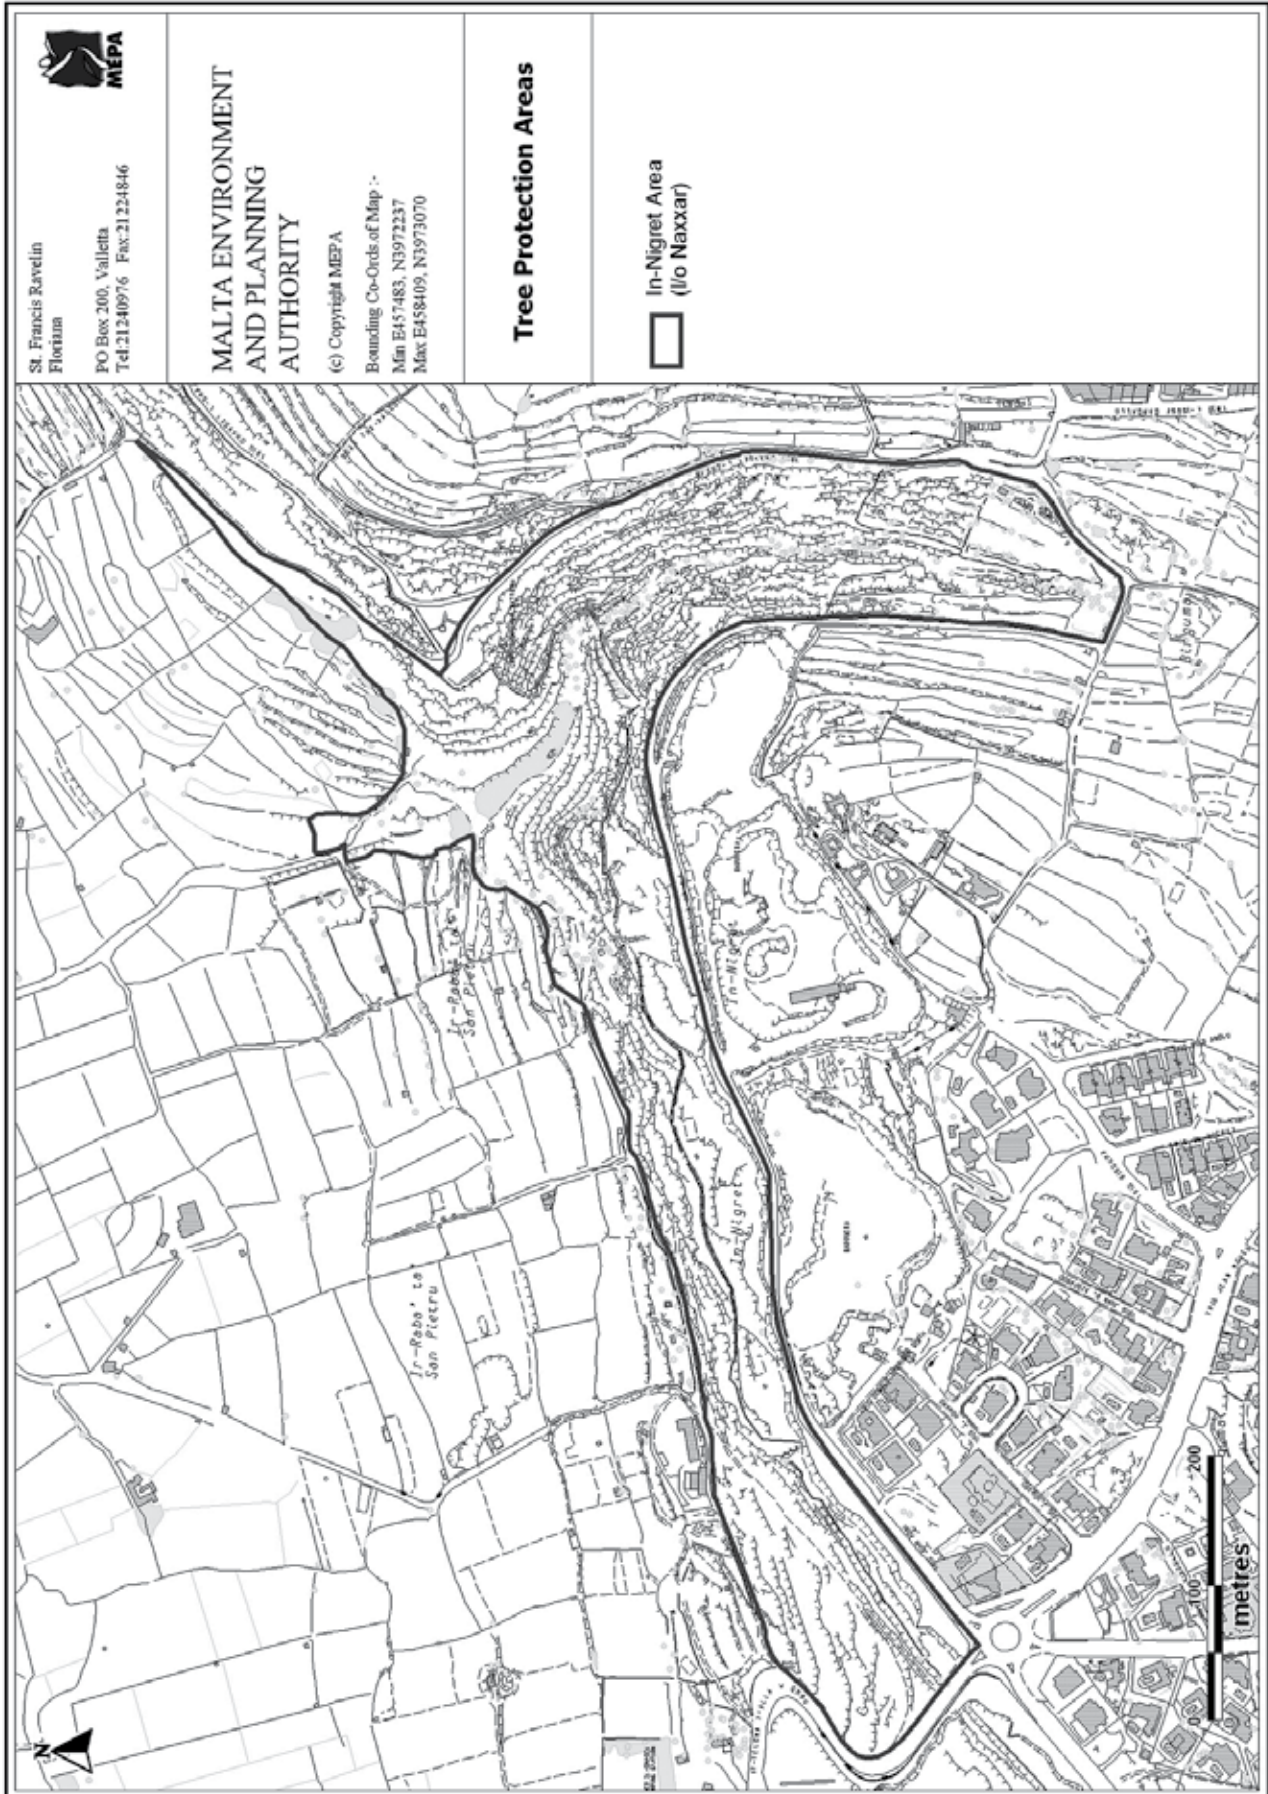 MEPA
St. Francis Ravelin
Floriana
PO Box 200, Valletta
Tel:21240976 Fax:21224846
MALTA ENVIRONMENT
AND PLANNING
AUTHORITY
(c) Copyright MEPA
Bounding Co-Ords of Map :-
Min E457483, N3972237
Max E458409, N3973070
Tree Protection Areas
In-Nigret Area
(l/o Naxxar)
N
Ir-Raba' ta'
San Pietru
Ir-Raba' ta'
San Pietru
In-Nigret
In-Nigret
0 100 200
metres